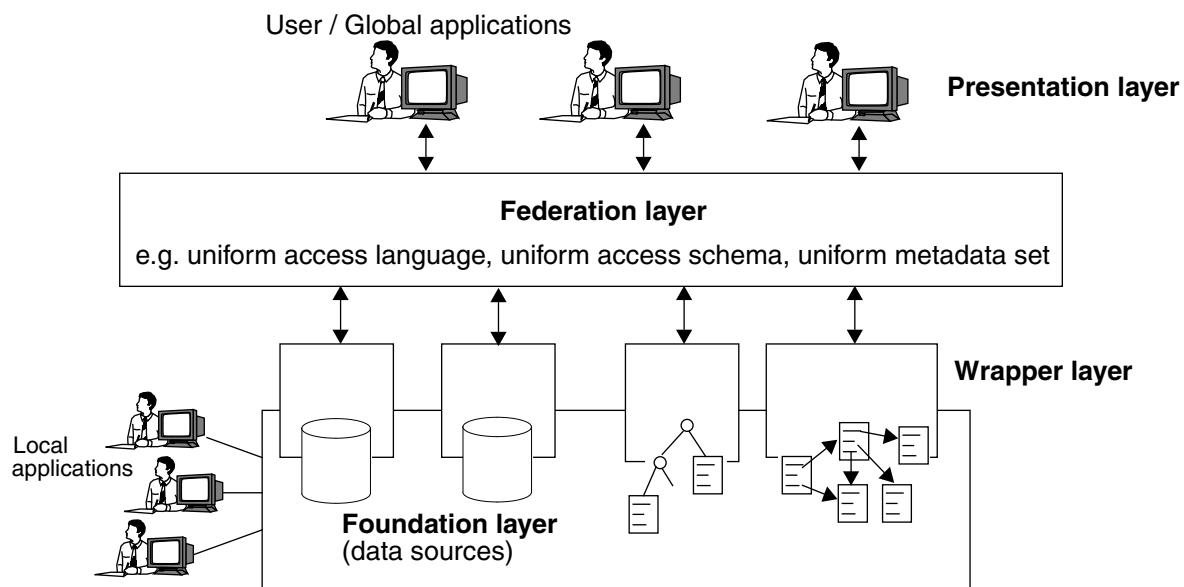 User / Global applications
Presentation layer
Federation layer
e.g. uniform access language, uniform access schema, uniform metadata set
Wrapper layer
Local
applications
Foundation layer
(data sources)